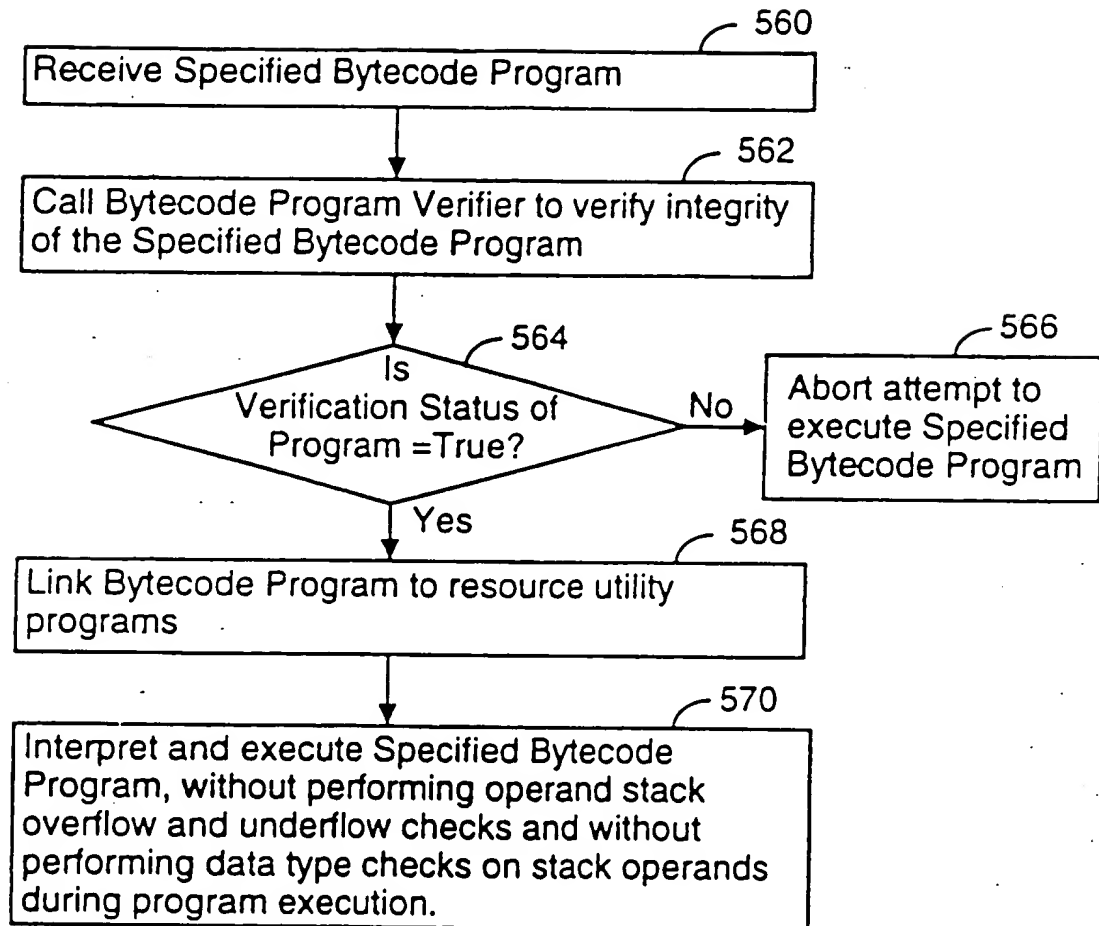 560
Receive Specified Bytecode Program
562
Call Bytecode Program Verifier to verify integrity
of the Specified Bytecode Program
564
Is
Verification Status of
Program =True?
No
566
Abort attempt to
execute Specified
Bytecode Program
Yes
568
Link Bytecode Program to resource utility
programs
570
Interpret and execute Specified Bytecode
Program, without performing operand stack
overflow and underflow checks and without
performing data type checks on stack operands
during program execution.